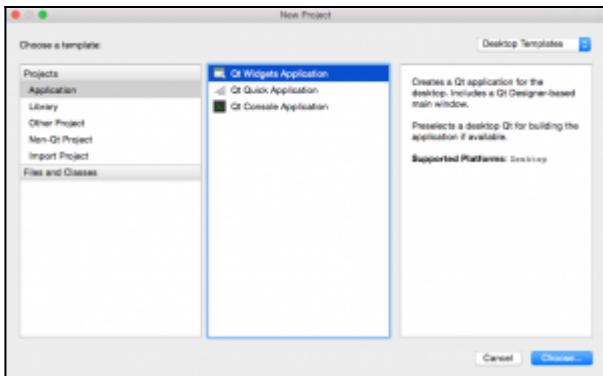 New Project
Choose a template:
Desktop Templates
Projects
Application
Library
Other Project
Non-Qt Project
Import Project
Files and Classes
Qt Widgets Application
Qt Quick Application
Qt Console Application
Creates a Qt application for the
desktop. Includes a Qt Designer-based
main window.
Preselects a desktop Qt for building the
application if available.
Supported Platforms: Desktop
Cancel
Choose...